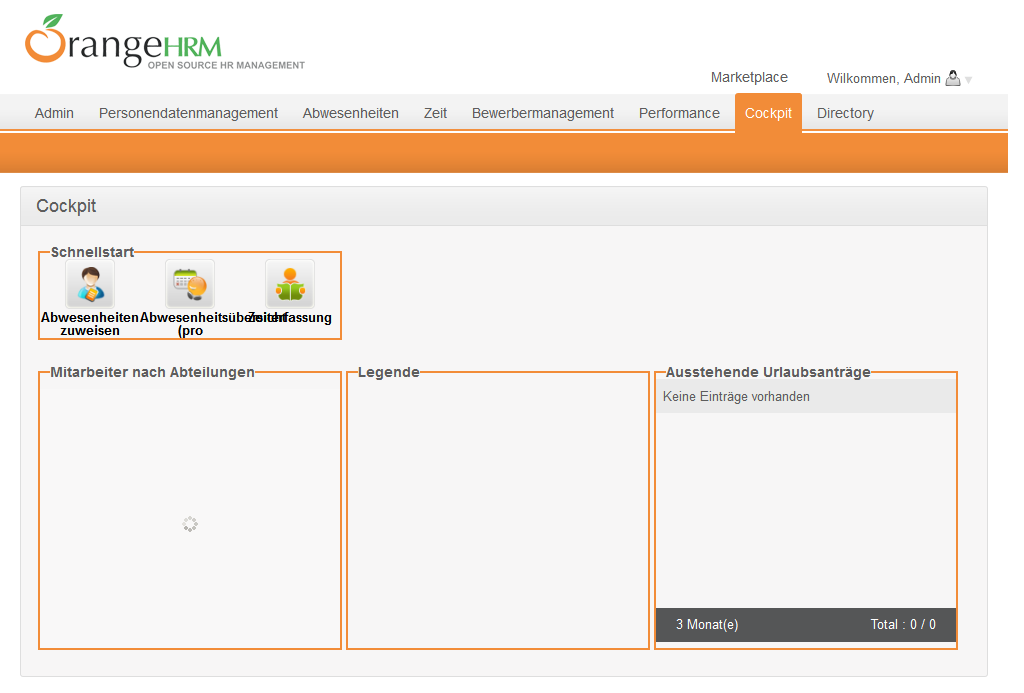 OrangeHRM
OPEN SOURCE HR MANAGEMENT
Marketplace
Willkommen, Admin
Admin Personendatenmanagement Abwesenheiten Zeit Bewerbermanagement Performance Cockpit Directory
Cockpit
Schnellstart
Abwesenheiten zuweisen
Abwesenheitsübersicht (pro
Zeiterfassung
Mitarbeiter nach Abteilungen
Legende
Ausstehende Urlaubsanträge
Keine Einträge vorhanden
3 Monat(e)
Total : 0 / 0